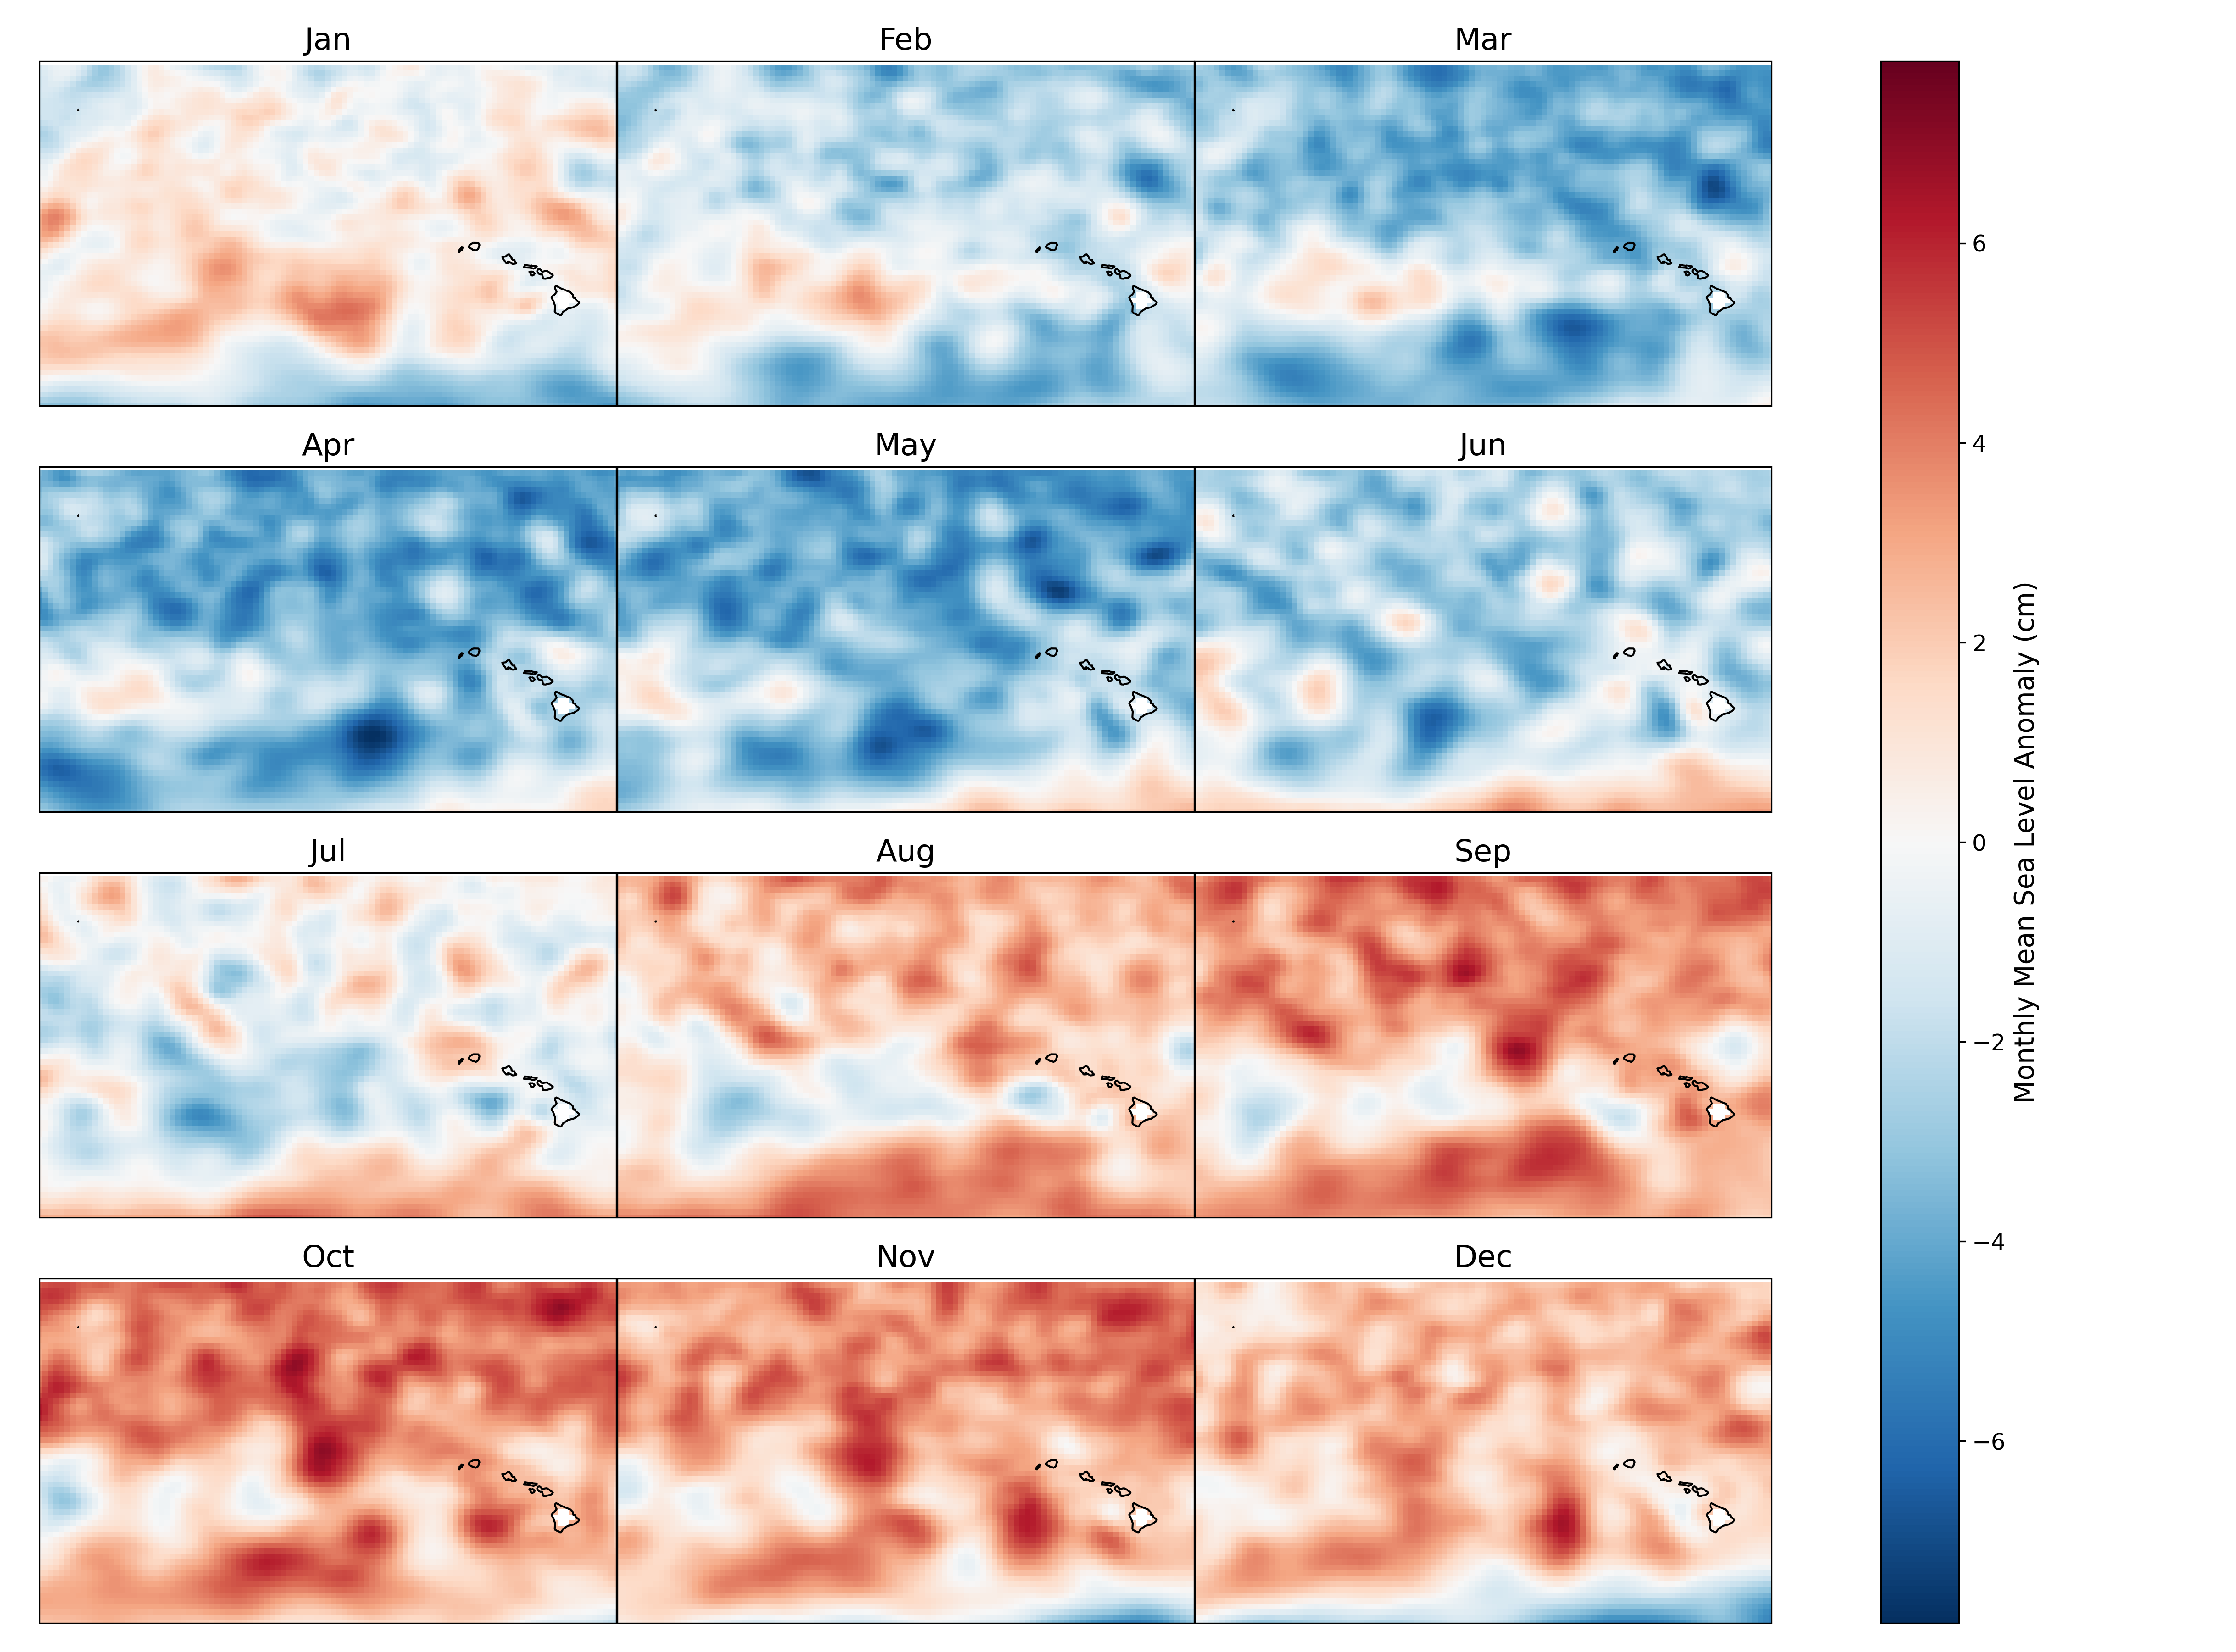 Jan Feb Mar
Apr May Jun
Jul Aug Sep
Oct Nov Dec
6
4
2
0
−2
−4
−6
Monthly Mean Sea Level Anomaly (cm)